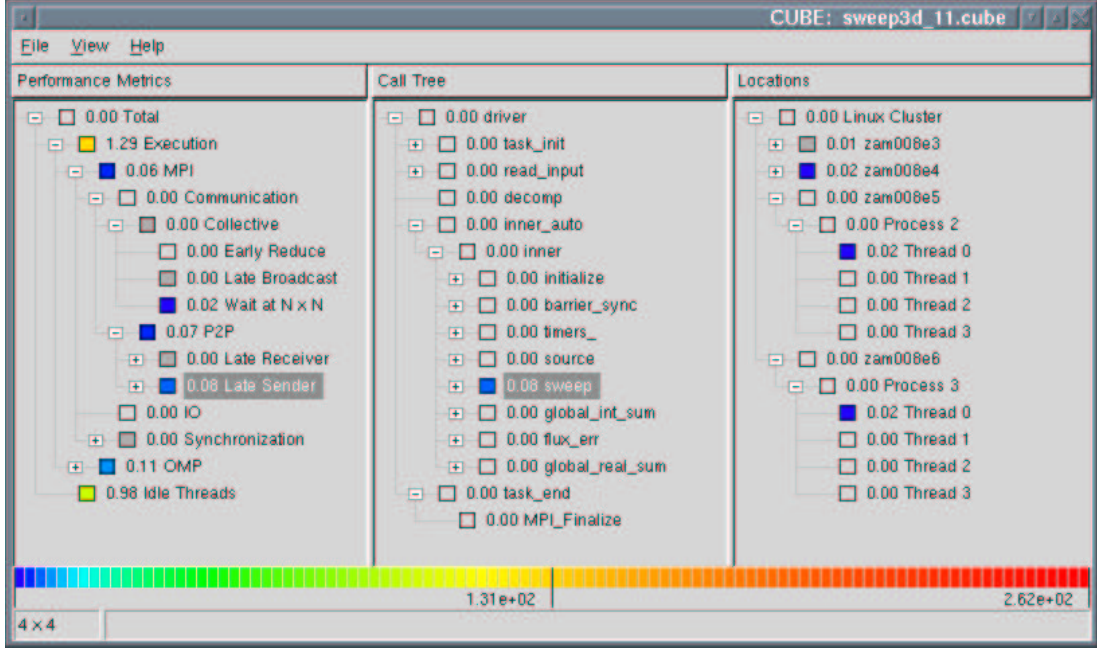 CUBE: sweep3d_11.cube
File View Help
Performance Metrics
0.00 Total
1.29 Execution
0.06 MPI
0.00 Communication
0.00 Collective
0.00 Early Reduce
0.00 Late Broadcast
0.02 Wait at N x N
0.07 P2P
0.00 Late Receiver
0.08 Late Sender
0.00 IO
0.00 Synchronization
0.11 OMP
0.98 Idle Threads
Call Tree
0.00 driver
0.00 task_init
0.00 read_input
0.00 decomp
0.00 inner_auto
0.00 inner
0.00 initialize
0.00 barrier_sync
0.00 timers_
0.00 source
0.08 sweep
0.00 global_int_sum
0.00 flux_err
0.00 global_real_sum
0.00 task_end
0.00 MPI_Finalize
Locations
0.00 Linux Cluster
0.01 zam008e3
0.02 zam008e4
0.00 zam008e5
0.00 Process 2
0.02 Thread 0
0.00 Thread 1
0.00 Thread 2
0.00 Thread 3
0.00 zam008e6
0.00 Process 3
0.02 Thread 0
0.00 Thread 1
0.00 Thread 2
0.00 Thread 3
1.31e+02
2.62e+02
4 x 4